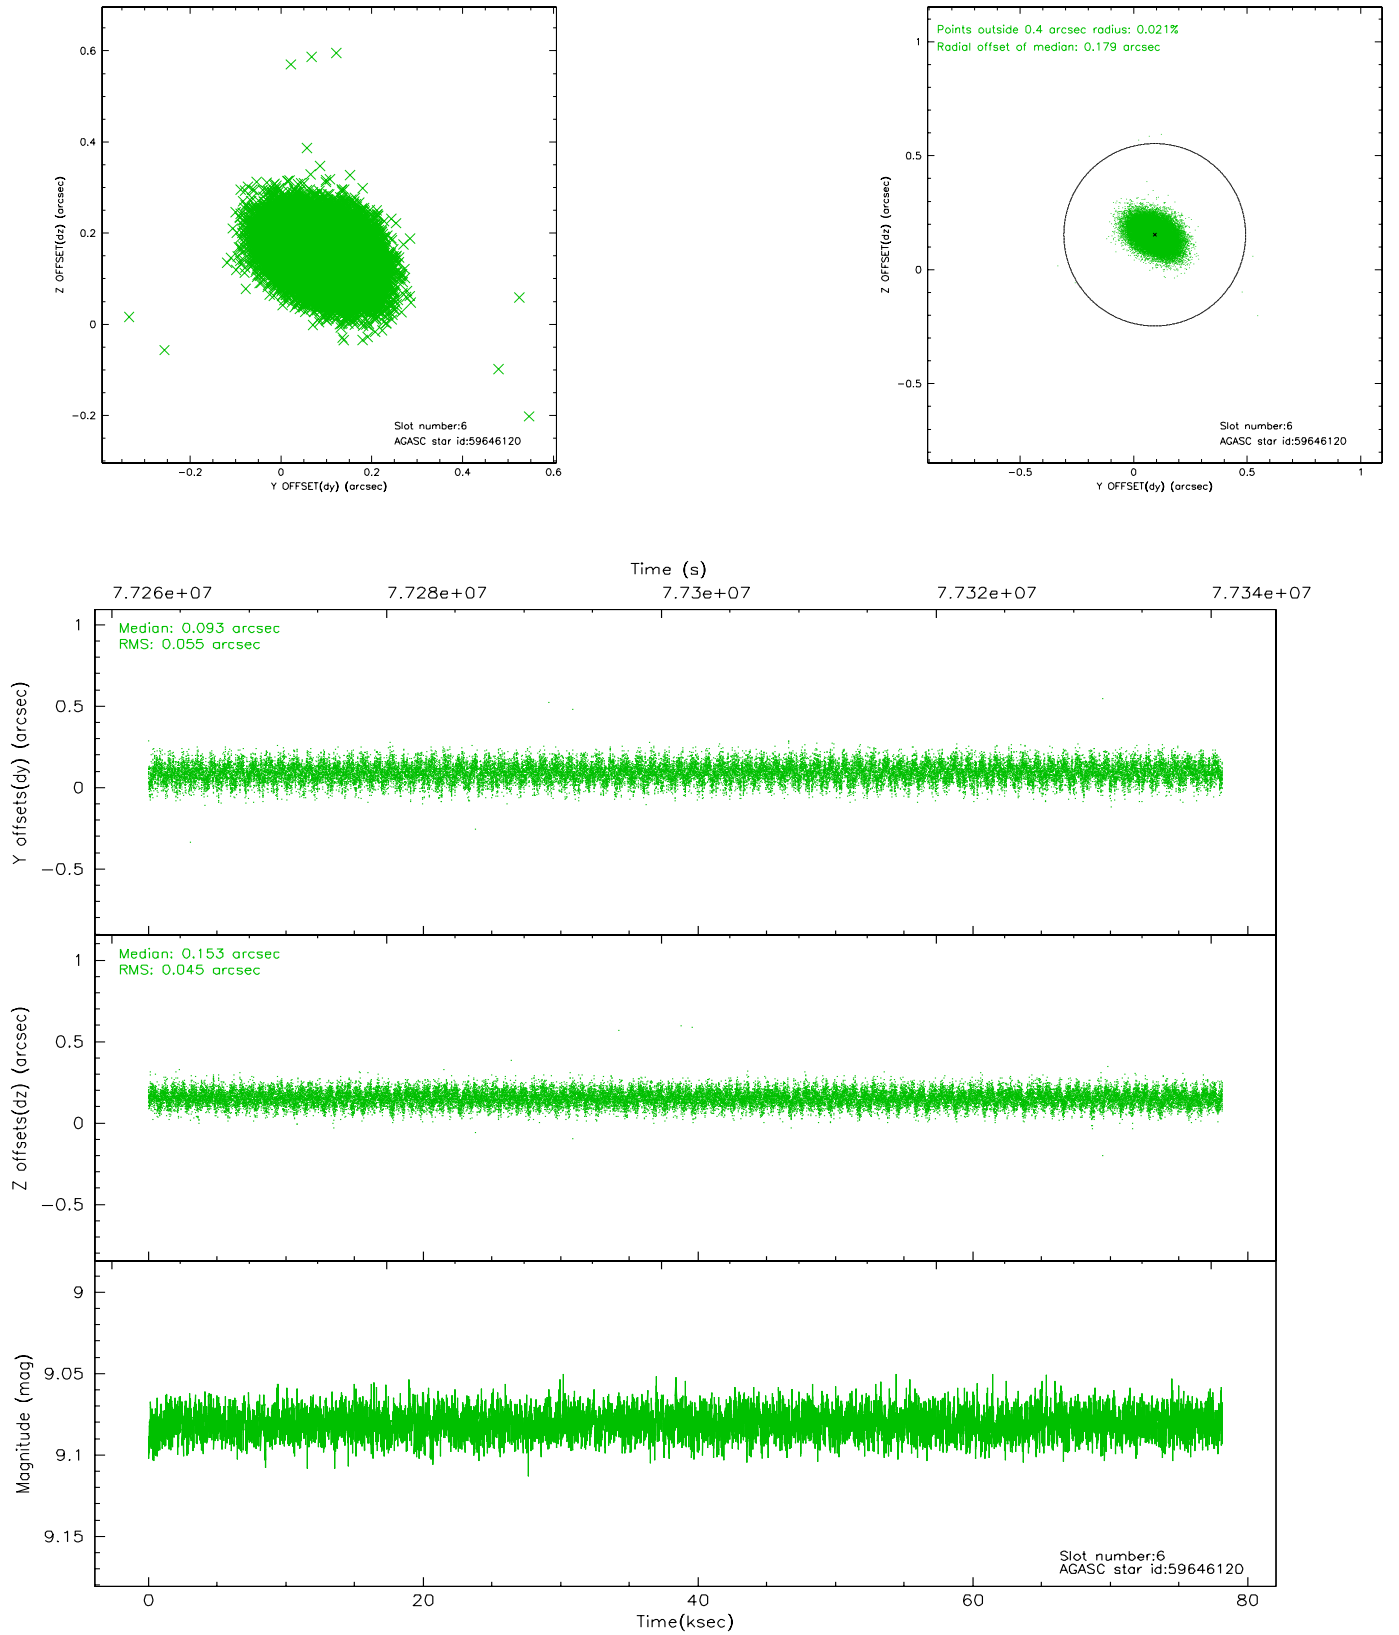 0.6
0.4
0.2
0
−0.2
Z OFFSET(dz) (arcsec)
Slot number:6
AGASC star id:59646120
−0.2 0 0.2 0.4 0.6
Y OFFSET(dy) (arcsec)
Points outside 0.4 arcsec radius: 0.021%
Radial offset of median: 0.179 arcsec
1
0.5
0
−0.5
Z OFFSET(dz) (arcsec)
Slot number:6
AGASC star id:59646120
−0.5 0 0.5 1
Y OFFSET(dy) (arcsec)
Time (s)
7.726e+07 7.728e+07 7.73e+07 7.732e+07 7.734e+07
Median: 0.093 arcsec
RMS: 0.055 arcsec
1
0.5
0
−0.5
Y offsets(dy) (arcsec)
Median: 0.153 arcsec
RMS: 0.045 arcsec
1
0.5
0
−0.5
Z offsets(dz) (arcsec)
9
9.05
9.1
9.15
Magnitude (mag)
Slot number:6
AGASC star id:59646120
0 20 40 60 80
Time(ksec)